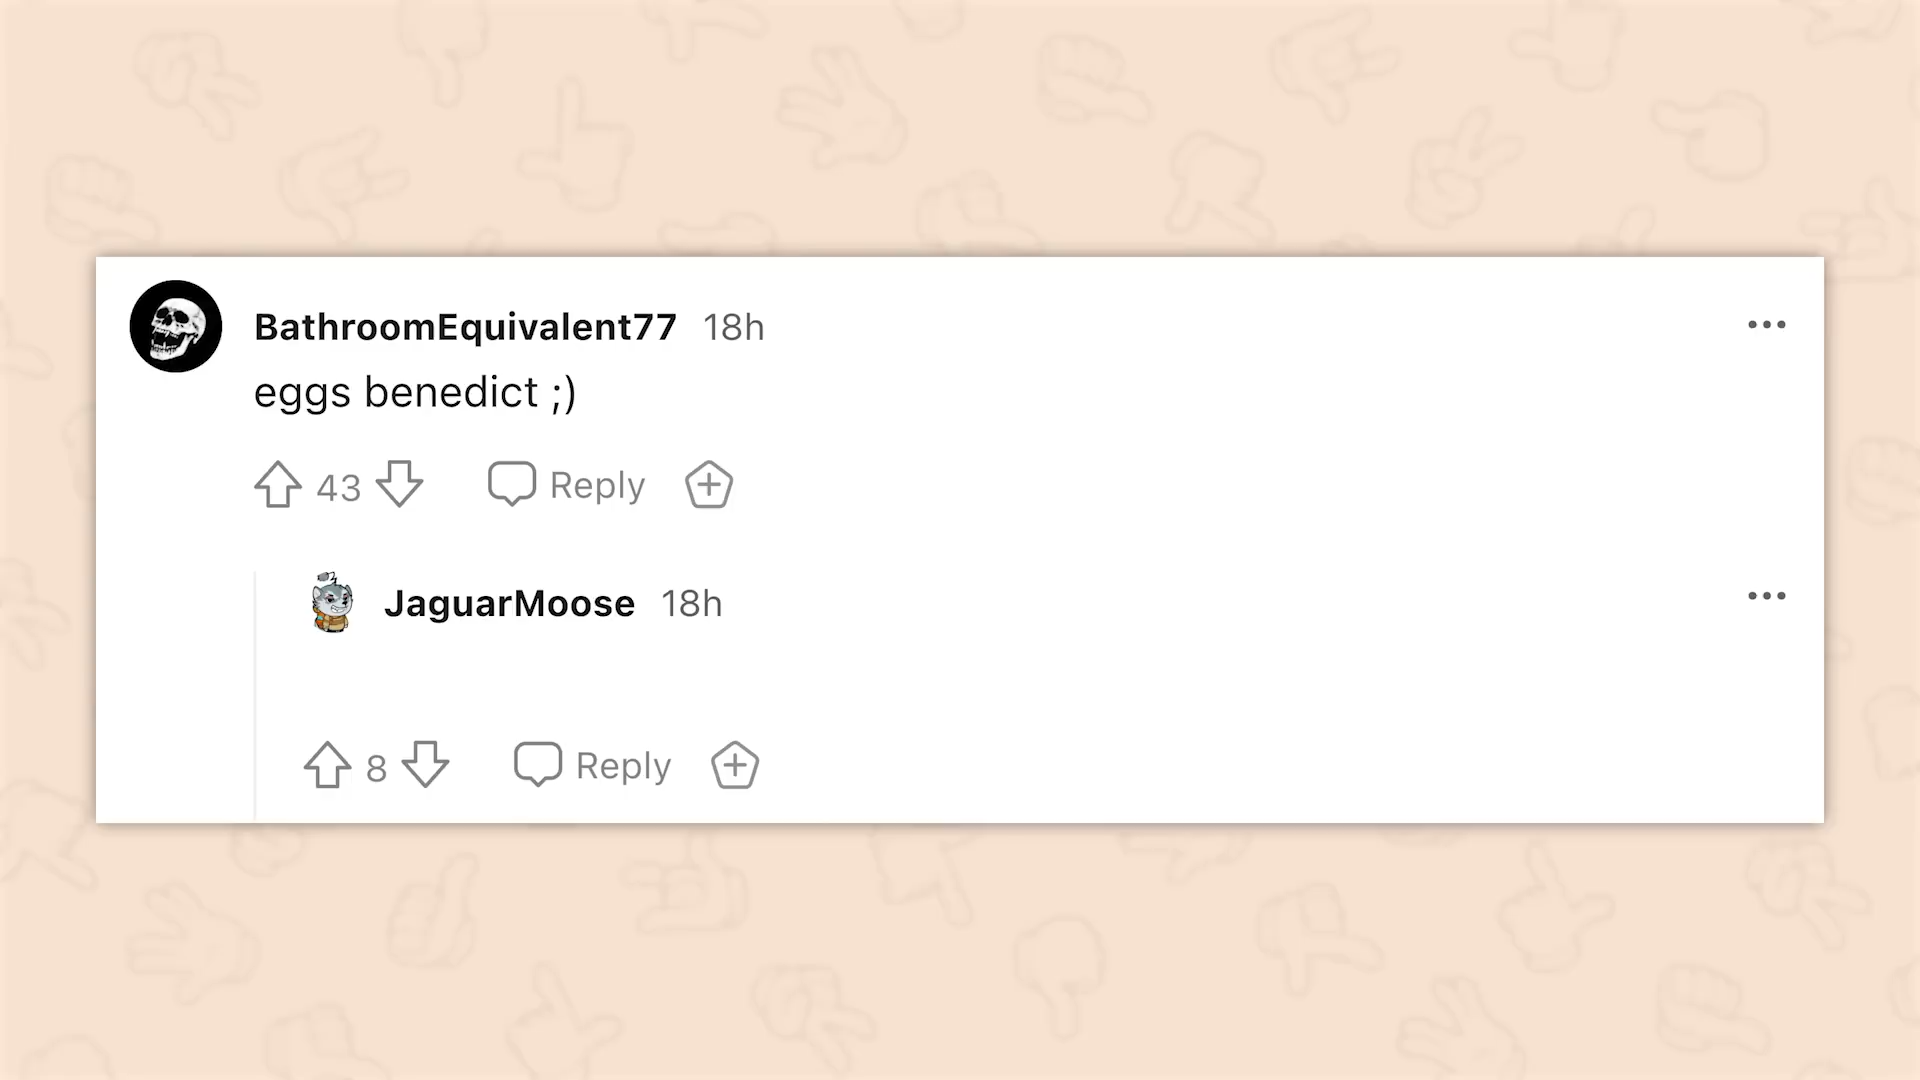 BathroomEquivalent77 18h
eggs benedict ;)
43 Reply
JaguarMoose 18h
8 Reply